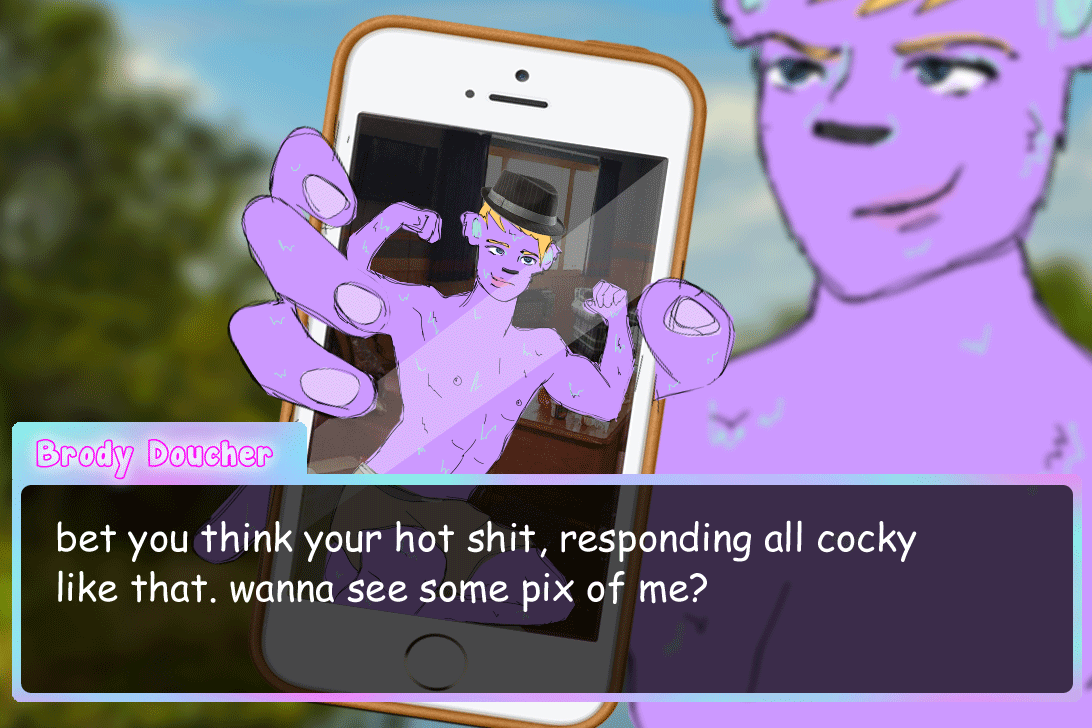 Brody Doucher
bet you think your hot shit, responding all cocky
like that. wanna see some pix of me?